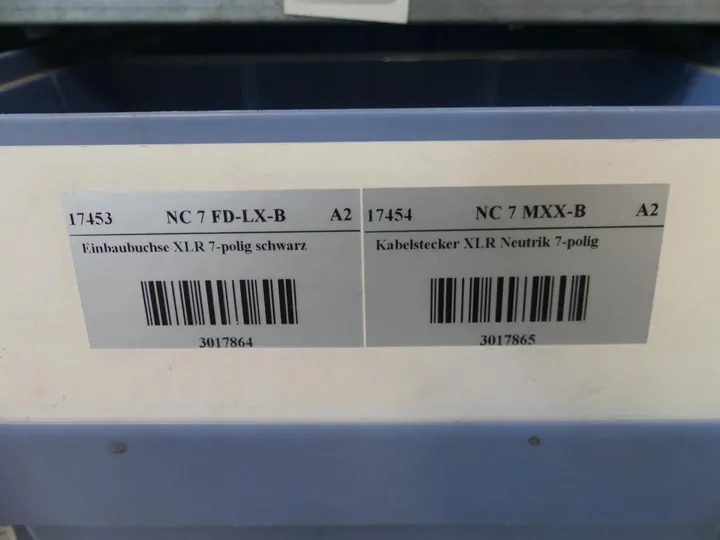 17453 NC 7 FD-LX-B A2
Einbaubuchse XLR 7-polig schwarz
3017864
17454 NC 7 MXX-B A2
Kabelstecker XLR Neutrik 7-polig
3017865